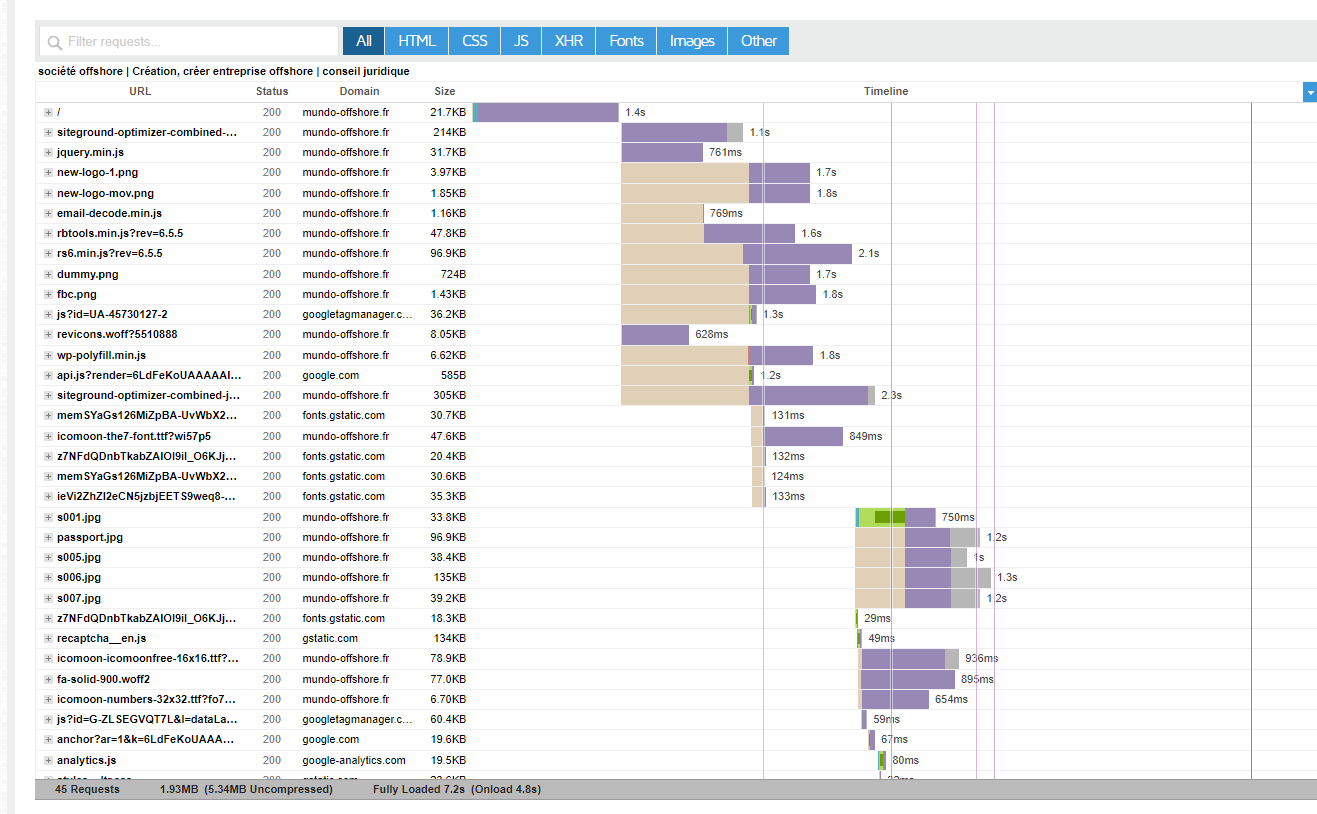 Filter requests...
All HTML CSS JS XHR Fonts Images Other
société offshore | Création, créer entreprise offshore | conseil juridique
URL Status Domain Size Timeline
/ 200 mundo-offshore.fr 21.7KB 1.4s
siteground-optimizer-combined-... 200 mundo-offshore.fr 214KB 1.1s
jquery.min.js 200 mundo-offshore.fr 31.7KB 761ms
new-logo-1.png 200 mundo-offshore.fr 3.97KB 1.7s
new-logo-mov.png 200 mundo-offshore.fr 1.85KB 1.8s
email-decode.min.js 200 mundo-offshore.fr 1.16KB 769ms
rbtools.min.js?rev=6.5.5 200 mundo-offshore.fr 47.8KB 1.6s
rs6.min.js?rev=6.5.5 200 mundo-offshore.fr 96.9KB 2.1s
dummy.png 200 mundo-offshore.fr 724B 1.7s
fbc.png 200 mundo-offshore.fr 1.43KB 1.8s
js?id=UA-45730127-2 200 googletagmanager.c... 36.2KB 1.3s
revicons.woff?5510888 200 mundo-offshore.fr 8.05KB 628ms
wp-polyfill.min.js 200 mundo-offshore.fr 6.62KB 1.8s
api.js?render=6LdFeKoUAAAAAI... 200 google.com 585B 1.2s
siteground-optimizer-combined-j... 200 mundo-offshore.fr 305KB 2.3s
memSYaGs126MiZpBA-UvWbX2... 200 fonts.gstatic.com 30.7KB 131ms
icomoon-the7-font.ttf?wi57p5 200 mundo-offshore.fr 47.6KB 849ms
z7NFdQDnbTkabZAIOl9il_O6KJj... 200 fonts.gstatic.com 20.4KB 132ms
memSYaGs126MiZpBA-UvWbX2... 200 fonts.gstatic.com 30.6KB 124ms
ieVi2ZhZI2eCN5jzbjEETS9weq8-... 200 fonts.gstatic.com 35.3KB 133ms
s001.jpg 200 mundo-offshore.fr 33.8KB 750ms
passport.jpg 200 mundo-offshore.fr 96.9KB 1.2s
s005.jpg 200 mundo-offshore.fr 38.4KB 1s
s006.jpg 200 mundo-offshore.fr 135KB 1.3s
s007.jpg 200 mundo-offshore.fr 39.2KB 1.2s
z7NFdQDnbTkabZAIOl9il_O6KJj... 200 fonts.gstatic.com 18.3KB 29ms
recaptcha__en.js 200 gstatic.com 134KB 49ms
icomoon-icomoonfree-16x16.ttf?... 200 mundo-offshore.fr 78.9KB 936ms
fa-solid-900.woff2 200 mundo-offshore.fr 77.0KB 895ms
icomoon-numbers-32x32.ttf?fo7... 200 mundo-offshore.fr 6.70KB 654ms
js?id=G-ZLSEGVQT7L&l=dataLa... 200 googletagmanager.c... 60.4KB 59ms
anchor?ar=1&k=6LdFeKoUAAA... 200 google.com 19.6KB 67ms
analytics.js 200 google-analytics.com 19.5KB 80ms
45 Requests 1.93MB (5.34MB Uncompressed) Fully Loaded 7.2s (Onload 4.8s)